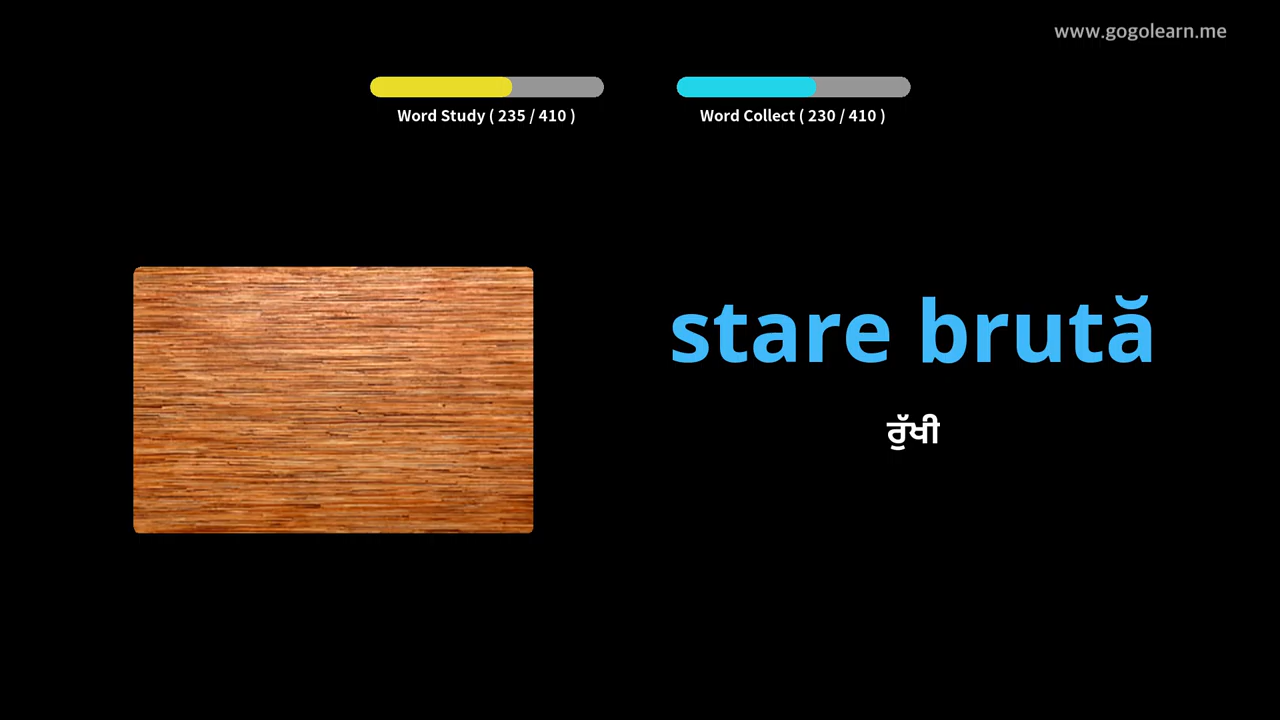 www.gogolearn.me
Word Study ( 235 / 410 )
Word Collect ( 230 / 410 )
stare brută
ਰੁੱਖੀ